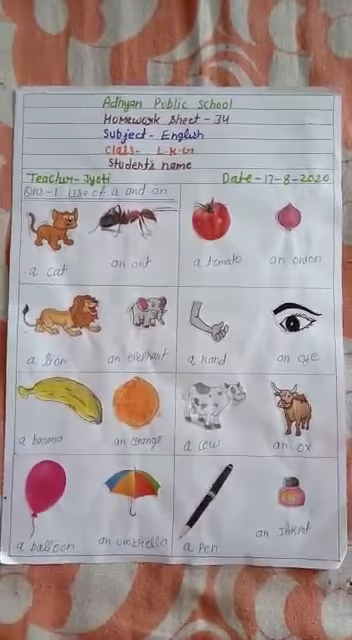 Adhyan Public School
Homework Sheet - 34
Subject - English
Class - L.K.G
Student's name
Teacher - Jyoti Date - 17-8-2020
Qns-1 Use of a and an
a cat an ant a tomato an onion
a lion an elephant a hand an eye
a banana an orange a cow an ox
a balloon an umbrella a pen an Inkpot